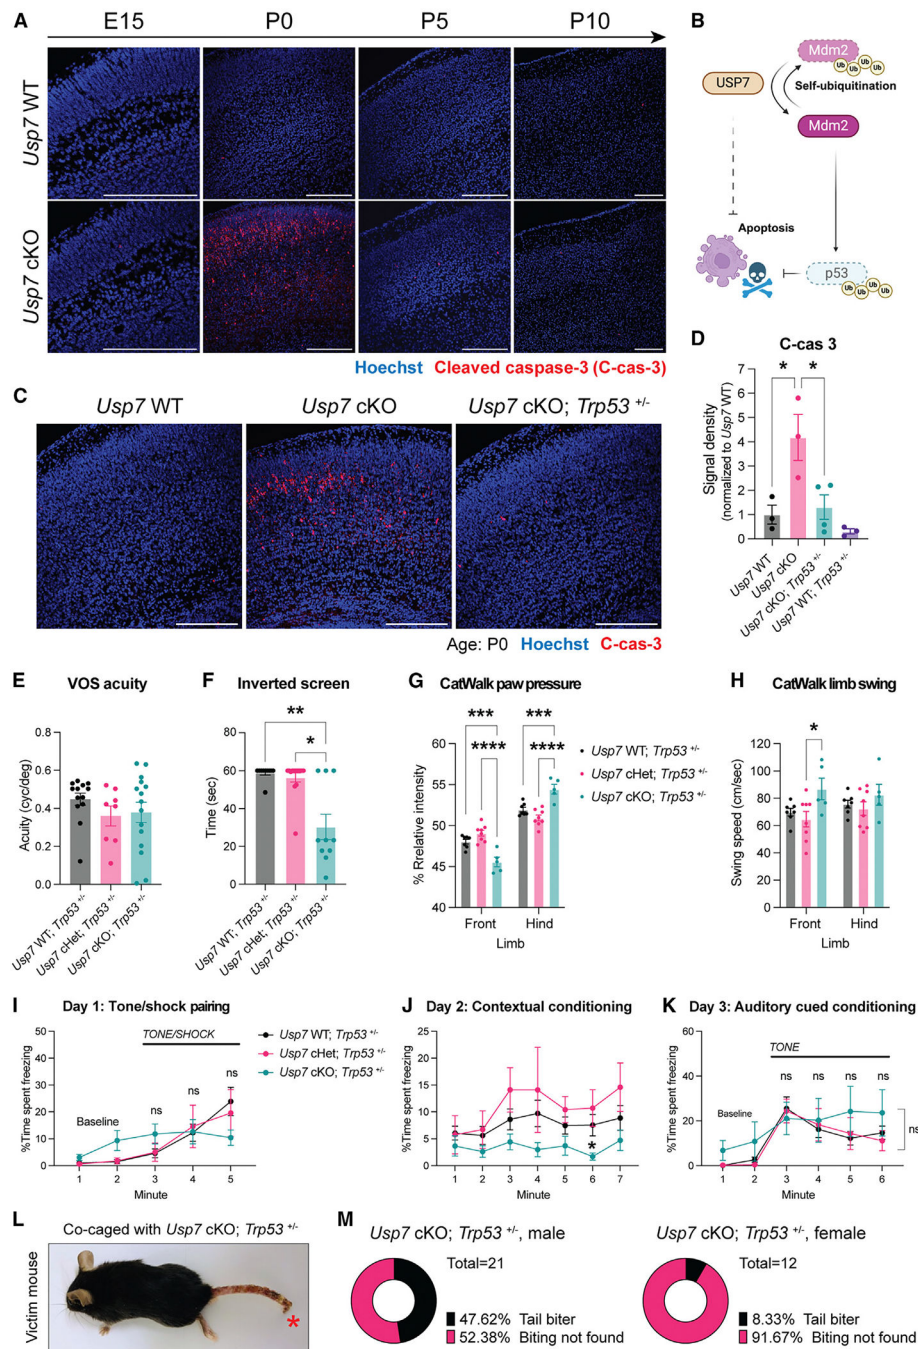 A
E15
P0
P5
P10
Usp7 WT
Usp7 cKO
Hoechst Cleaved caspase-3 (C-cas-3)
B
Mdm2
Ub Ub Ub Ub
USP7
Self-ubiquitination
Mdm2
Apoptosis
p53
Ub Ub Ub Ub
C
Usp7 WT
Usp7 cKO
Usp7 cKO; Trp53 +/-
Age: P0 Hoechst C-cas-3
D
C-cas 3
Signal density
(normalized to Usp7 WT)
7
6
5
4
3
2
1
0
* *
Usp7 WT
Usp7 cKO
Usp7 cKO; Trp53 +/-
Usp7 WT; Trp53 +/-
E
VOS acuity
Acuity (cyc/deg)
0.8
0.6
0.4
0.2
0.0
Usp7 WT; Trp53 +/-
Usp7 cHet; Trp53 +/-
Usp7 cKO; Trp53 +/-
F
Inverted screen
Time (sec)
80
60
40
20
0
**
*
Usp7 WT; Trp53 +/-
Usp7 cHet; Trp53 +/-
Usp7 cKO; Trp53 +/-
G
CatWalk paw pressure
% Rrelative intensity
60
55
50
45
40
*** ***
**** ****
Front Hind
Limb
Usp7 WT; Trp53 +/-
Usp7 cHet; Trp53 +/-
Usp7 cKO; Trp53 +/-
H
CatWalk limb swing
Swing speed (cm/sec)
120
100
80
60
40
20
0
*
Front Hind
Limb
I
Day 1: Tone/shock pairing
%Time spent freezing
50
40
30
20
10
0
TONE/SHOCK
Baseline
ns ns ns
1 2 3 4 5
Minute
Usp7 WT; Trp53 +/-
Usp7 cHet; Trp53 +/-
Usp7 cKO; Trp53 +/-
J
Day 2: Contextual conditioning
%Time spent freezing
25
20
15
10
5
0
*
1 2 3 4 5 6 7
Minute
K
Day 3: Auditory cued conditioning
%Time spent freezing
60
40
20
0
TONE
Baseline
ns ns ns ns
ns
1 2 3 4 5 6
Minute
L
Co-caged with Usp7 cKO; Trp53 +/-
Victim mouse
*
M
Usp7 cKO; Trp53 +/-, male
Total=21
47.62% Tail biter
52.38% Biting not found
Usp7 cKO; Trp53 +/-, female
Total=12
8.33% Tail biter
91.67% Biting not found